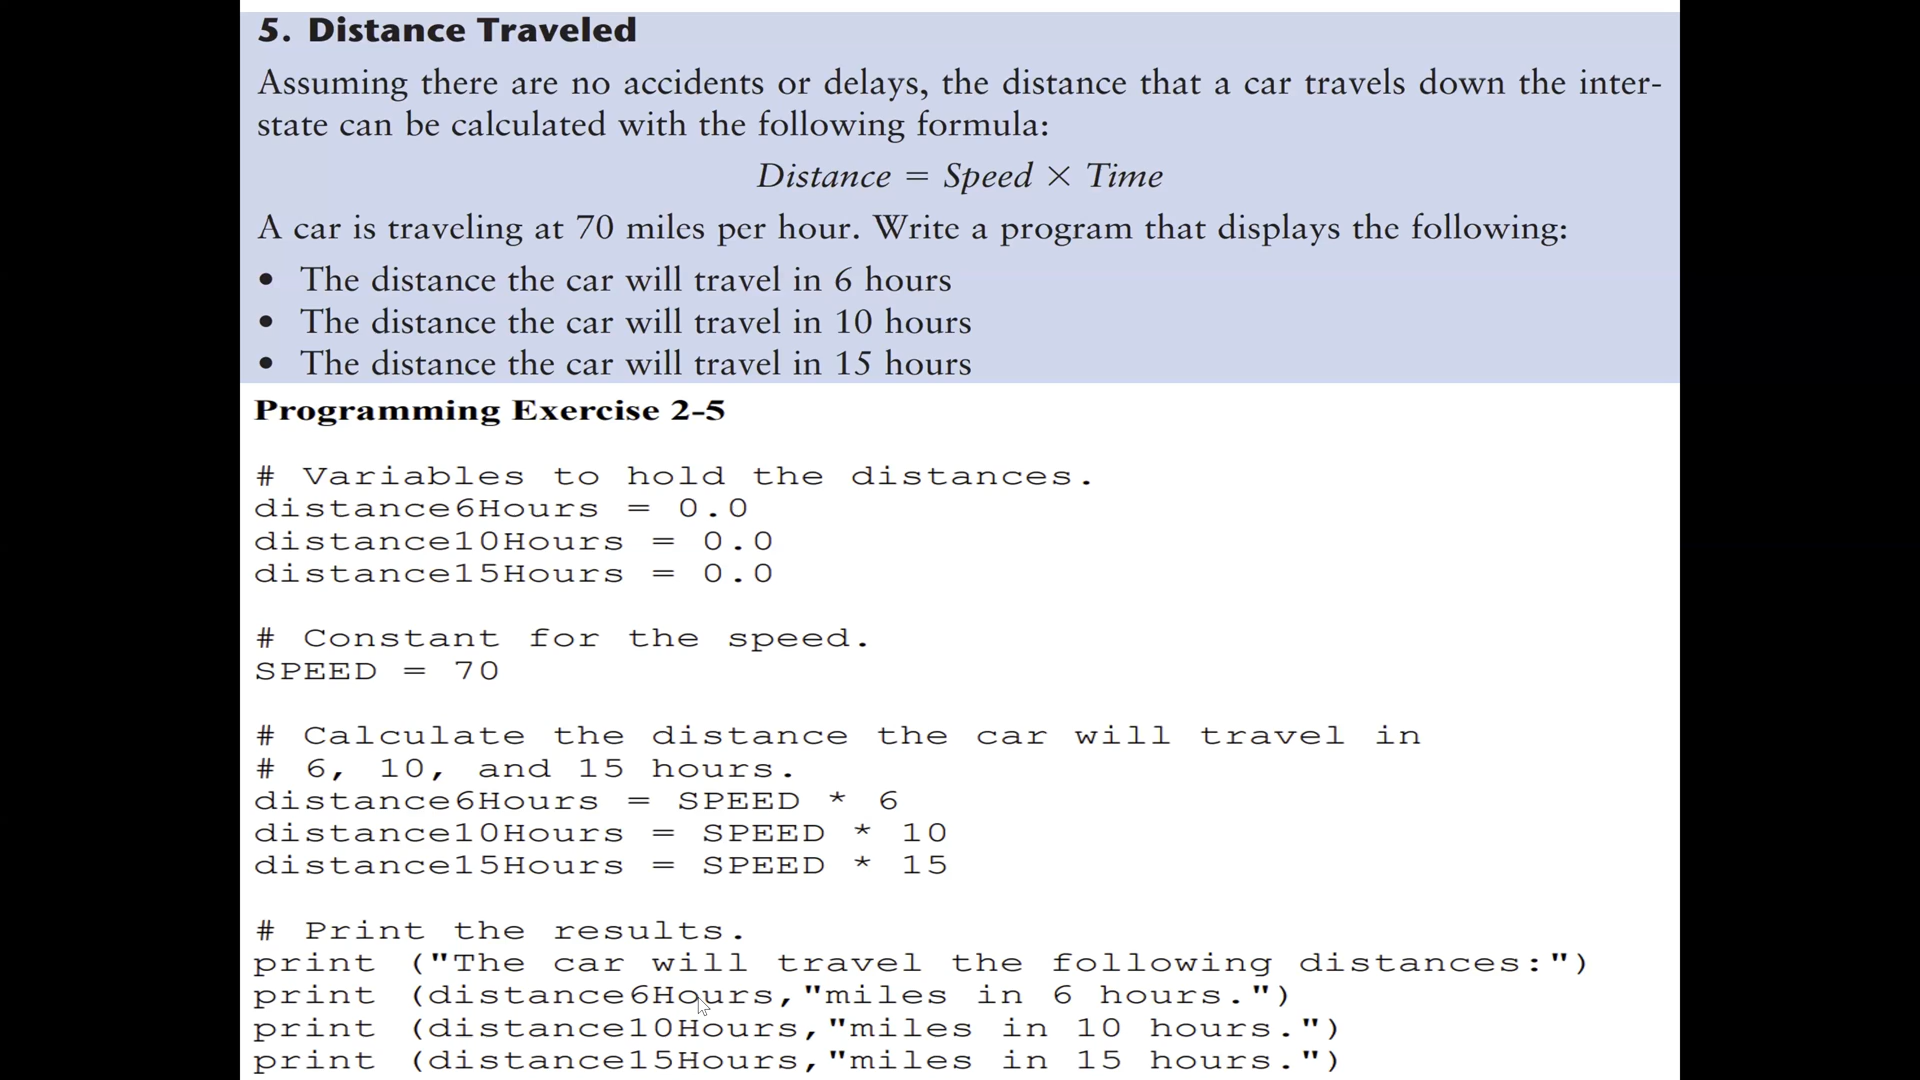 5. Distance Traveled
Assuming there are no accidents or delays, the distance that a car travels down the inter-
state can be calculated with the following formula:
Distance = Speed × Time
A car is traveling at 70 miles per hour. Write a program that displays the following:
• The distance the car will travel in 6 hours
• The distance the car will travel in 10 hours
• The distance the car will travel in 15 hours
Programming Exercise 2-5
# Variables to hold the distances.
distance6Hours = 0.0
distance10Hours = 0.0
distance15Hours = 0.0
# Constant for the speed.
SPEED = 70
# Calculate the distance the car will travel in
# 6, 10, and 15 hours.
distance6Hours = SPEED * 6
distance10Hours = SPEED * 10
distance15Hours = SPEED * 15
# Print the results.
print ("The car will travel the following distances:")
print (distance6Hours,"miles in 6 hours.")
print (distance10Hours,"miles in 10 hours.")
print (distance15Hours,"miles in 15 hours.")